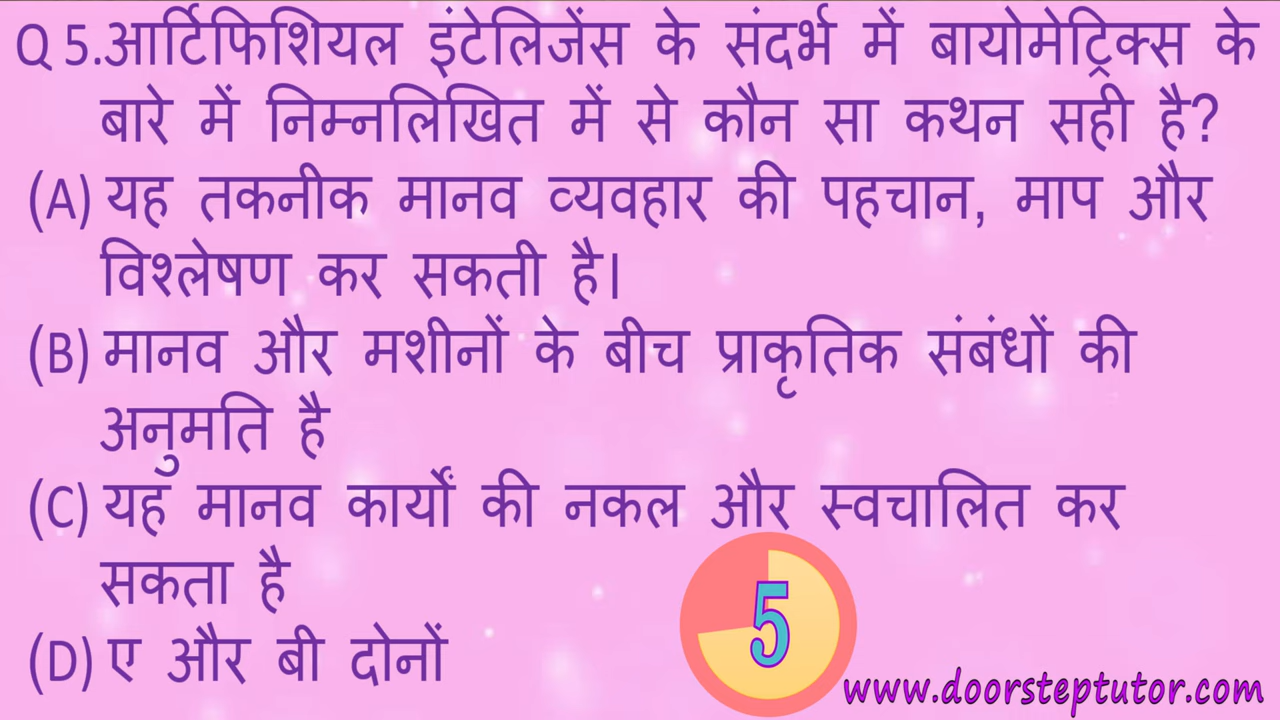 Q 5.आर्टिफिशियल इंटेलिजेंस के संदर्भ में बायोमेट्रिक्स के
बारे में निम्नलिखित में से कौन सा कथन सही है?
(A) यह तकनीक मानव व्यवहार की पहचान, माप और
विश्लेषण कर सकती है।
(B) मानव और मशीनों के बीच प्राकृतिक संबंधों की
अनुमति है
(C) यह मानव कार्यों की नकल और स्वचालित कर
सकता है
(D) ए और बी दोनों
5
www.doorsteptutor.com